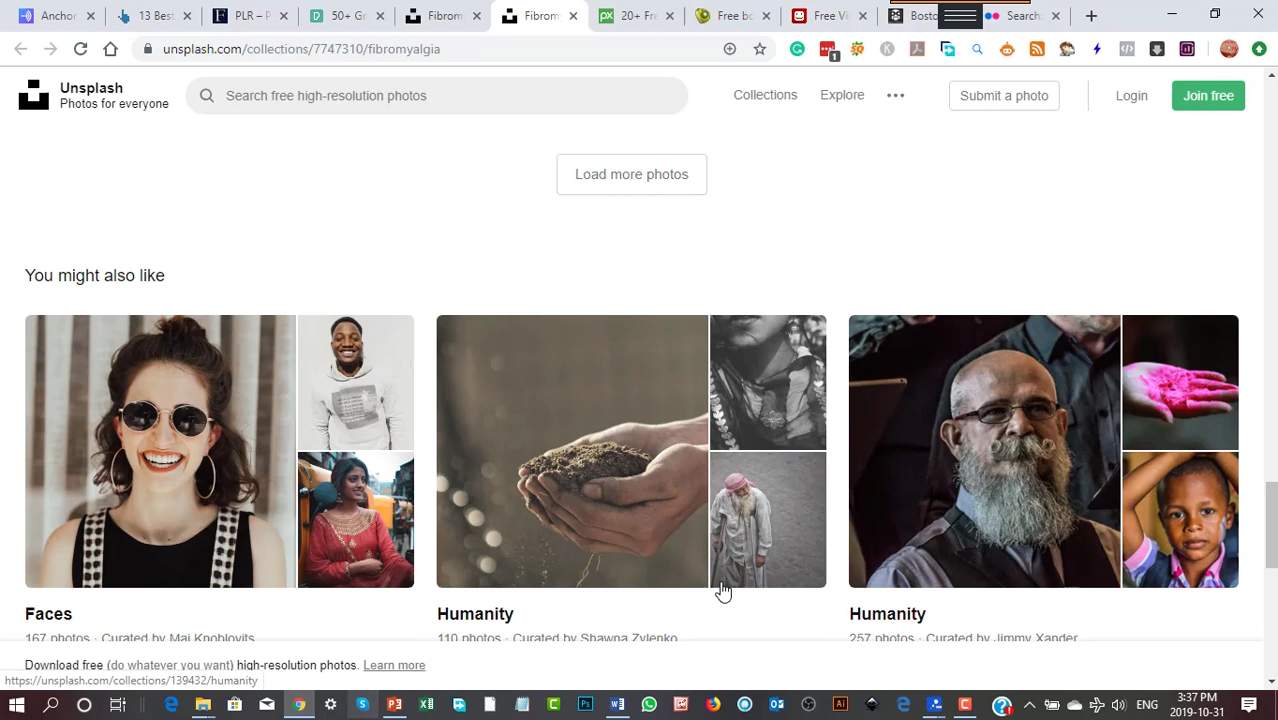 Ancho
13 Best
50+ G
Fibrom
Fibrom
20+ Fre
Free bo
Free Vi
Bosto
Search
unsplash.com/collections/7747310/fibromyalgia
1
Unsplash
Photos for everyone
Search free high-resolution photos
Collections
Explore
Submit a photo
Login
Join free
Load more photos
You might also like
Faces
Humanity
Humanity
167 photos · Curated by Maj Knoblovits
110 photos · Curated by Shawna Zylenko
257 photos · Curated by Jimmy Xander
Download free (do whatever you want) high-resolution photos. Learn more
https://unsplash.com/collections/139432/humanity
ENG
3:37 PM
2019-10-31